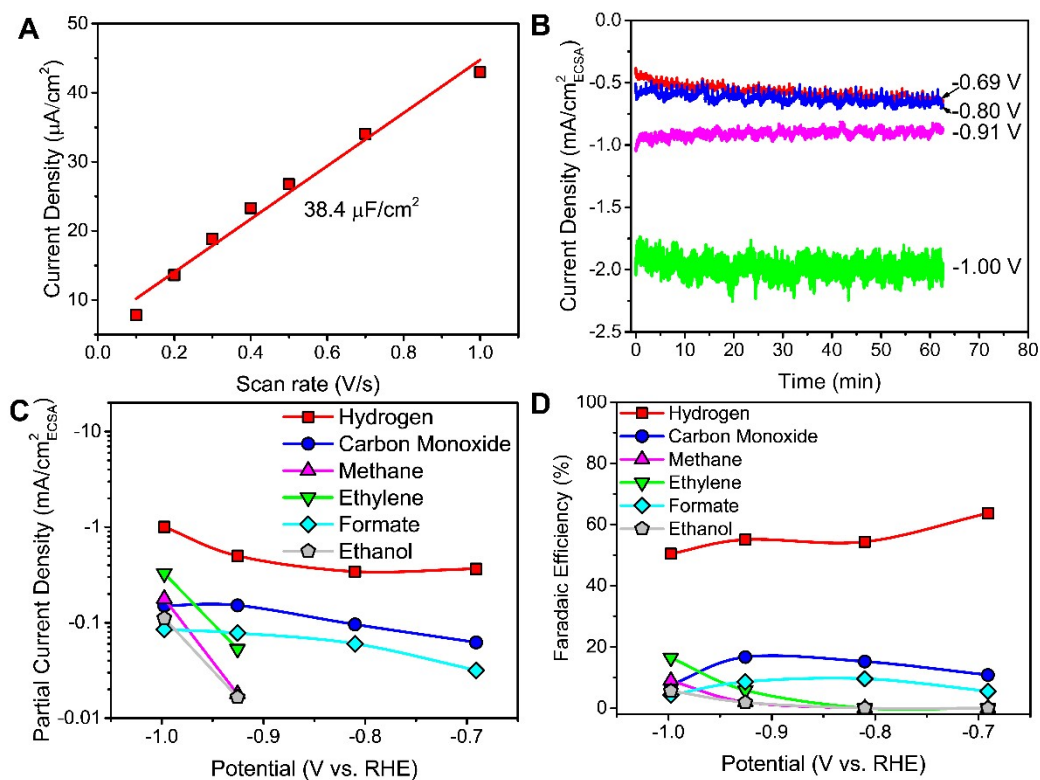 A
Current Density (μA/cm²)
50
40
30
20
10
0.0 0.2 0.4 0.6 0.8 1.0
Scan rate (V/s)
38.4 μF/cm²
B
Current Density (mA/cm²ECSA)
0.0
-0.5
-1.0
-1.5
-2.0
-2.5
0 10 20 30 40 50 60 70 80
Time (min)
-0.69 V
-0.80 V
-0.91 V
-1.00 V
C
Partial Current Density (mA/cm²ECSA)
-10
-1
-0.1
-0.01
-1.0 -0.9 -0.8 -0.7
Potential (V vs. RHE)
Hydrogen
Carbon Monoxide
Methane
Ethylene
Formate
Ethanol
D
Faradaic Efficiency (%)
100
80
60
40
20
0
-1.0 -0.9 -0.8 -0.7
Potential (V vs. RHE)
Hydrogen
Carbon Monoxide
Methane
Ethylene
Formate
Ethanol